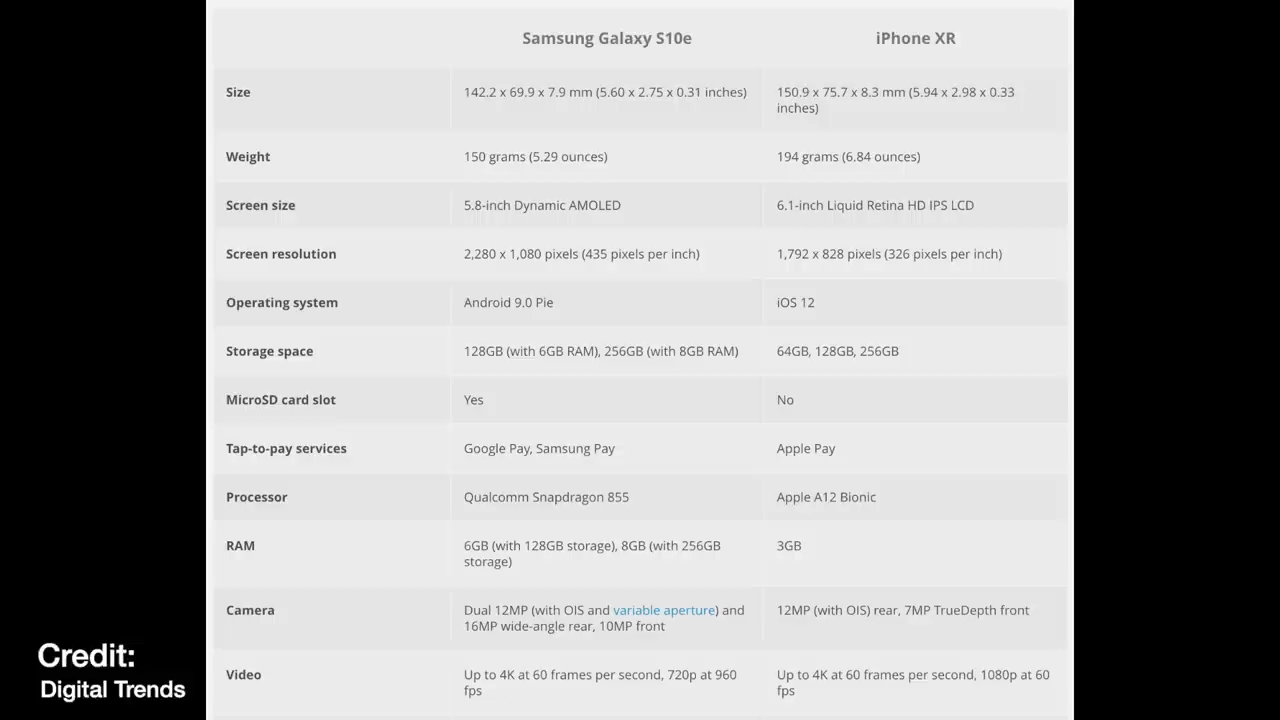 Samsung Galaxy S10e iPhone XR
Size 142.2 x 69.9 x 7.9 mm (5.60 x 2.75 x 0.31 inches) 150.9 x 75.7 x 8.3 mm (5.94 x 2.98 x 0.33
inches)
Weight 150 grams (5.29 ounces) 194 grams (6.84 ounces)
Screen size 5.8-inch Dynamic AMOLED 6.1-inch Liquid Retina HD IPS LCD
Screen resolution 2,280 x 1,080 pixels (435 pixels per inch) 1,792 x 828 pixels (326 pixels per inch)
Operating system Android 9.0 Pie iOS 12
Storage space 128GB (with 6GB RAM), 256GB (with 8GB RAM) 64GB, 128GB, 256GB
MicroSD card slot Yes No
Tap-to-pay services Google Pay, Samsung Pay Apple Pay
Processor Qualcomm Snapdragon 855 Apple A12 Bionic
RAM 6GB (with 128GB storage), 8GB (with 256GB 3GB
storage)
Camera Dual 12MP (with OIS and variable aperture) and 12MP (with OIS) rear, 7MP TrueDepth front
16MP wide-angle rear, 10MP front
Video Up to 4K at 60 frames per second, 720p at 960 Up to 4K at 60 frames per second, 1080p at 60
fps fps
Credit:
Digital Trends